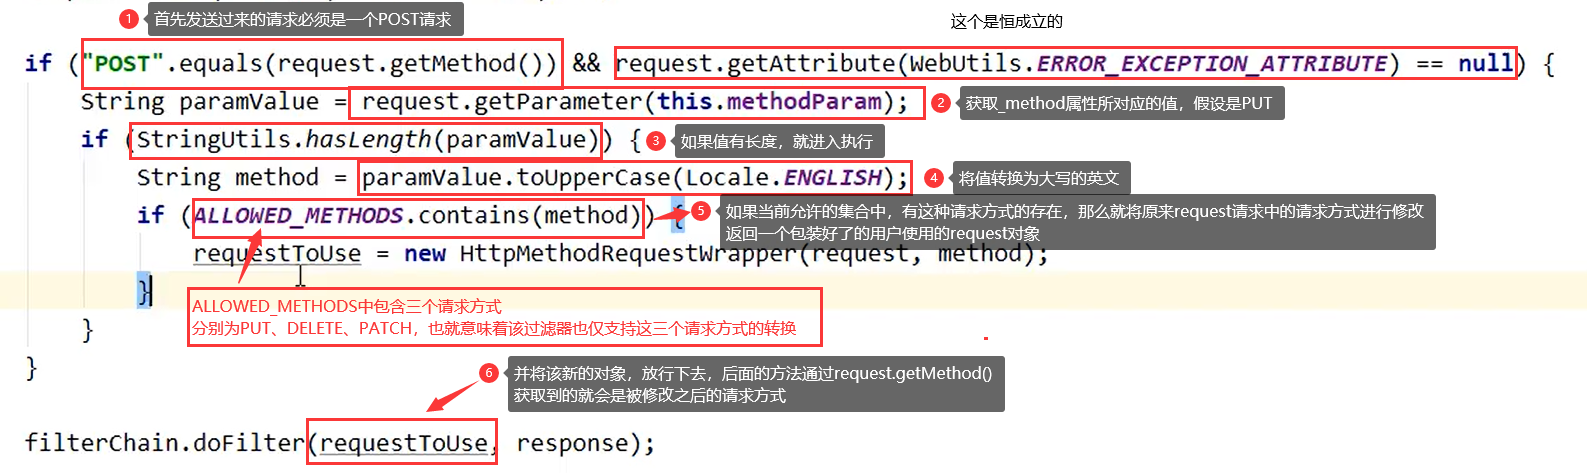 1 首先发送过来的请求必须是一个POST请求
这个是恒成立的
if ("POST".equals(request.getMethod()) && request.getAttribute(WebUtils.ERROR_EXCEPTION_ATTRIBUTE) == null) {
String paramValue = request.getParameter(this.methodParam);
2 获取_method属性所对应的值，假设是PUT
if (StringUtils.hasLength(paramValue)) {
3 如果值有长度，就进入执行
String method = paramValue.toUpperCase(Locale.ENGLISH);
4 将值转换为大写的英文
if (ALLOWED_METHODS.contains(method)) {
5 如果当前允许的集合中，有这种请求方式的存在，那么就将原来request请求中的请求方式进行修改
返回一个包装好了的用户使用的request对象
requestToUse = new HttpMethodRequestWrapper(request, method);
}
ALLOWED_METHODS中包含三个请求方式
分别为PUT、DELETE、PATCH，也就意味着该过滤器也仅支持这三个请求方式的转换
}
}
6 并将该新的对象，放行下去，后面的方法通过request.getMethod()
获取到的就会是被修改之后的请求方式
filterChain.doFilter(requestToUse, response);